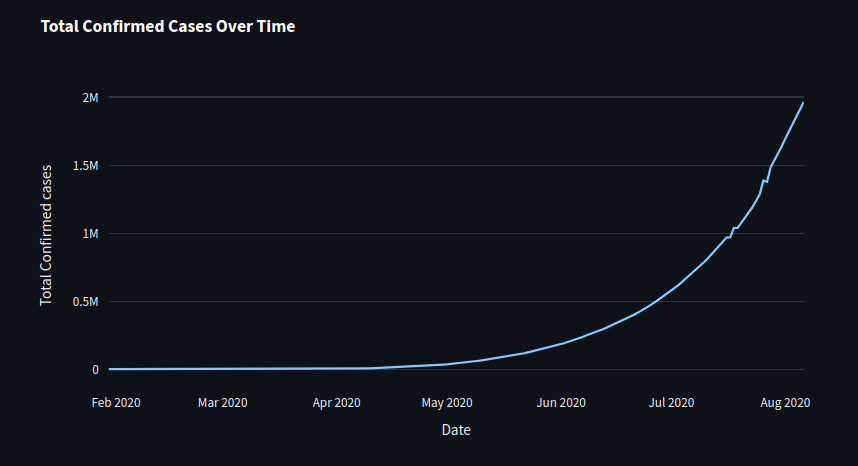 Total Confirmed Cases Over Time
2M
1.5M
1M
0.5M
0
Total Confirmed cases
Feb 2020 Mar 2020 Apr 2020 May 2020 Jun 2020 Jul 2020 Aug 2020
Date